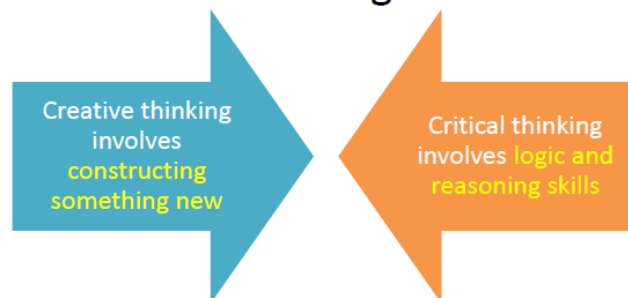 Creative thinking
involves
constructing
something new
Critical thinking
involves logic and
reasoning skills